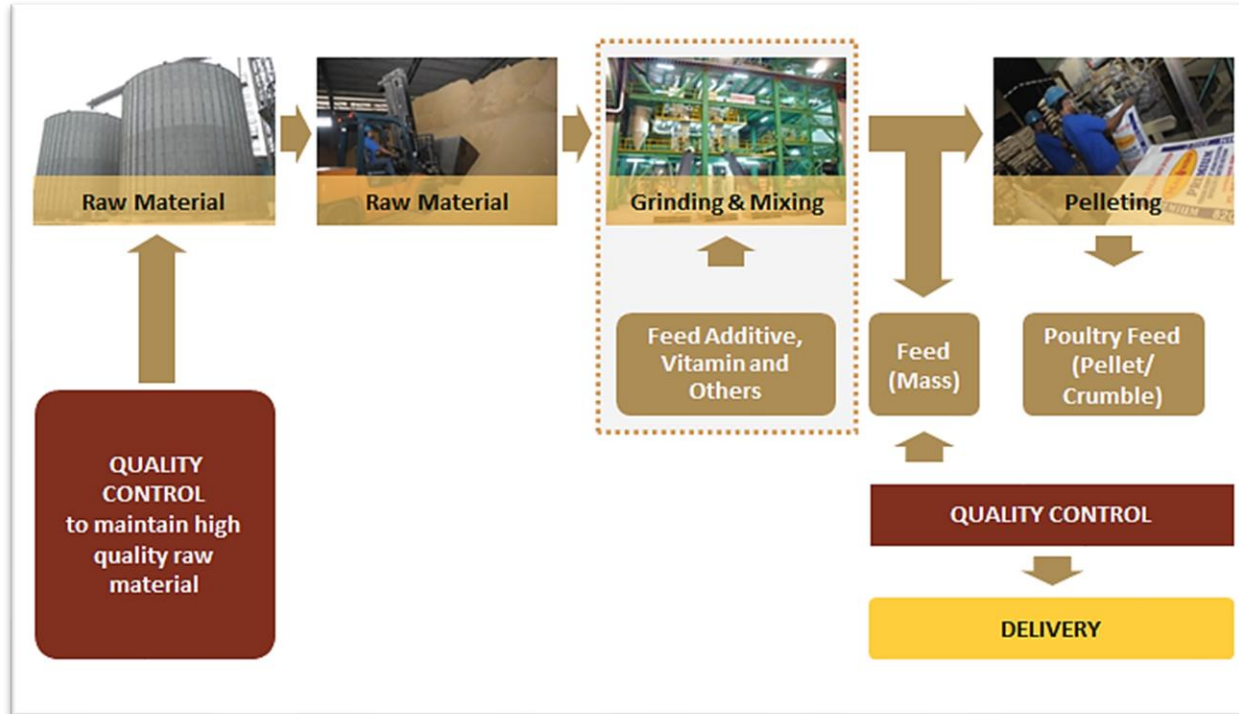 Raw Material
Raw Material
Grinding & Mixing
Pelleting
PREMIUM
Feed Additive,
Vitamin and
Others
Feed
(Mass)
Poultry Feed
(Pellet/
Crumble)
QUALITY
CONTROL
to maintain high
quality raw
material
QUALITY CONTROL
DELIVERY